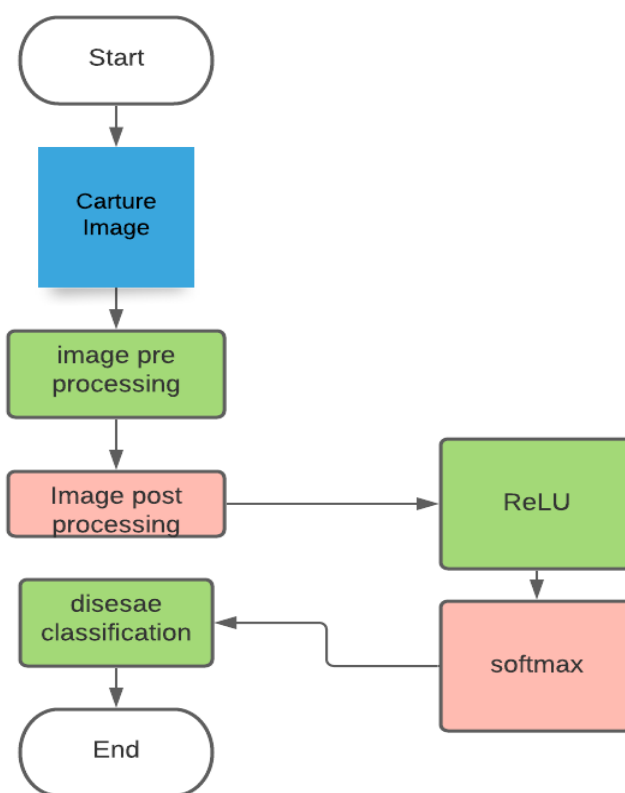 Start
Carture
Image
image pre
processing
Image post
processing
ReLU
softmax
disesae
classification
End